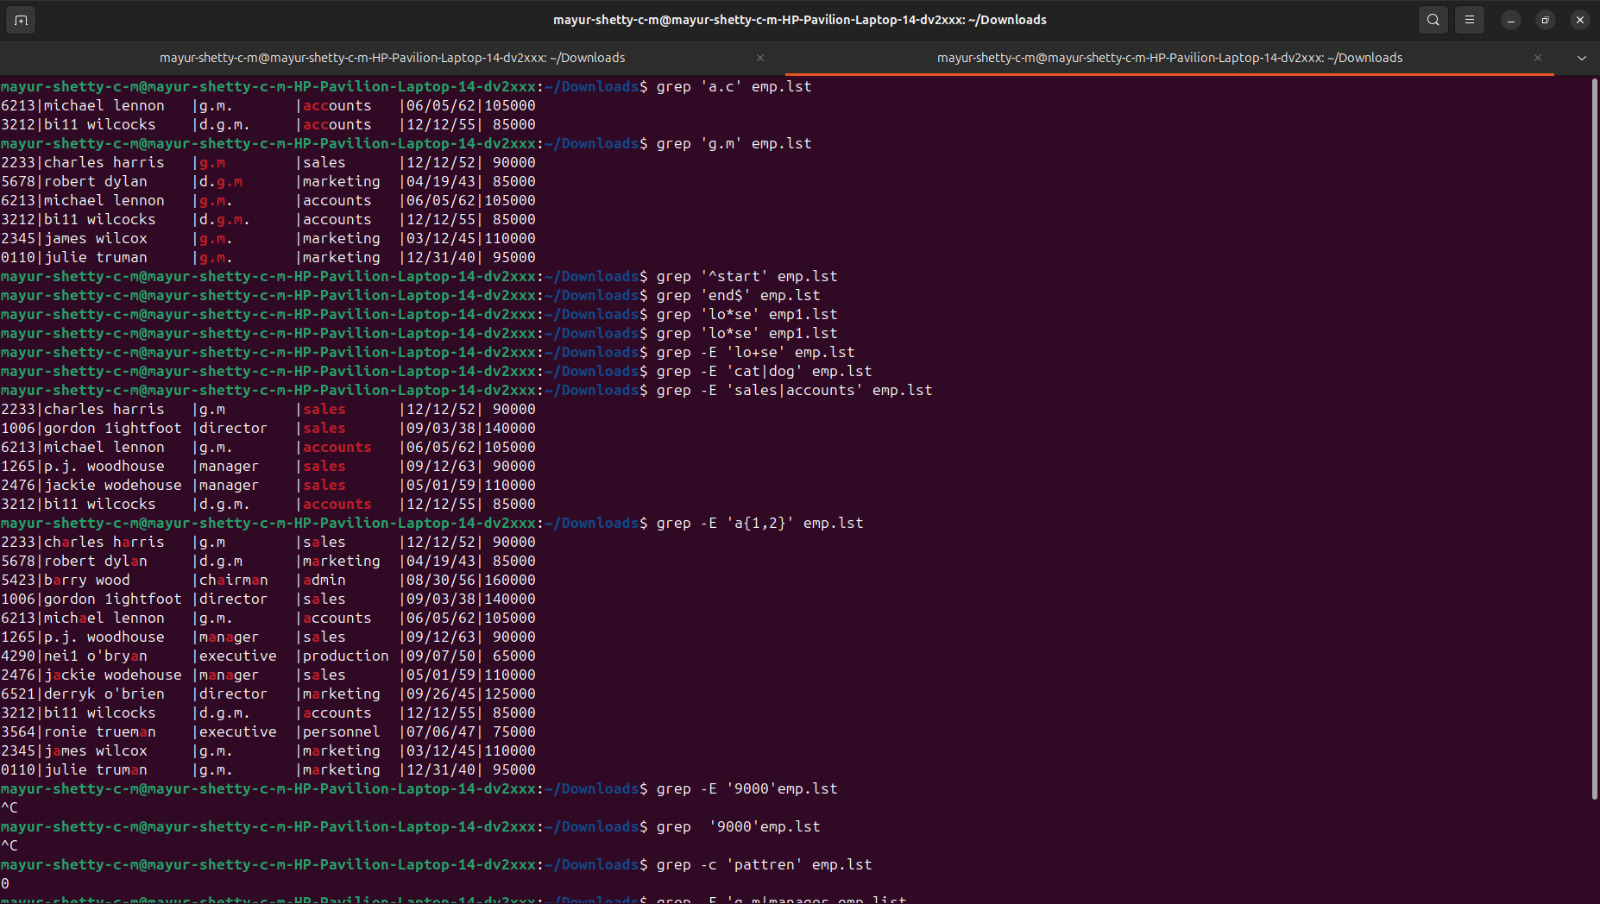 mayur-shetty-c-m@mayur-shetty-c-m-HP-Pavilion-Laptop-14-dv2xxx: ~/Downloads
mayur-shetty-c-m@mayur-shetty-c-m-HP-Pavilion-Laptop-14-dv2xxx: ~/Downloads
mayur-shetty-c-m@mayur-shetty-c-m-HP-Pavilion-Laptop-14-dv2xxx: ~/Downloads
mayur-shetty-c-m@mayur-shetty-c-m-HP-Pavilion-Laptop-14-dv2xxx:~/Downloads$ grep 'a.c' emp.lst
6213|michael lennon   |g.m.       |accounts   |06/05/62|105000
3212|bi11 wilcocks    |d.g.m.     |accounts   |12/12/55| 85000
mayur-shetty-c-m@mayur-shetty-c-m-HP-Pavilion-Laptop-14-dv2xxx:~/Downloads$ grep 'g.m' emp.lst
2233|charles harris   |g.m        |sales      |12/12/52| 90000
5678|robert dylan     |d.g.m      |marketing  |04/19/43| 85000
6213|michael lennon   |g.m.       |accounts   |06/05/62|105000
3212|bi11 wilcocks    |d.g.m.     |accounts   |12/12/55| 85000
2345|james wilcox     |g.m.       |marketing  |03/12/45|110000
0110|julie truman     |g.m.       |marketing  |12/31/40| 95000
mayur-shetty-c-m@mayur-shetty-c-m-HP-Pavilion-Laptop-14-dv2xxx:~/Downloads$ grep '^start' emp.lst
mayur-shetty-c-m@mayur-shetty-c-m-HP-Pavilion-Laptop-14-dv2xxx:~/Downloads$ grep 'end$' emp.lst
mayur-shetty-c-m@mayur-shetty-c-m-HP-Pavilion-Laptop-14-dv2xxx:~/Downloads$ grep 'lo*se' emp1.lst
mayur-shetty-c-m@mayur-shetty-c-m-HP-Pavilion-Laptop-14-dv2xxx:~/Downloads$ grep 'lo*se' emp1.lst
mayur-shetty-c-m@mayur-shetty-c-m-HP-Pavilion-Laptop-14-dv2xxx:~/Downloads$ grep -E 'lo+se' emp.lst
mayur-shetty-c-m@mayur-shetty-c-m-HP-Pavilion-Laptop-14-dv2xxx:~/Downloads$ grep -E 'cat|dog' emp.lst
mayur-shetty-c-m@mayur-shetty-c-m-HP-Pavilion-Laptop-14-dv2xxx:~/Downloads$ grep -E 'sales|accounts' emp.lst
2233|charles harris   |g.m        |sales      |12/12/52| 90000
1006|gordon 1ightfoot |director   |sales      |09/03/38|140000
6213|michael lennon   |g.m.       |accounts   |06/05/62|105000
1265|p.j. woodhouse   |manager    |sales      |09/12/63| 90000
2476|jackie wodehouse |manager    |sales      |05/01/59|110000
3212|bi11 wilcocks    |d.g.m.     |accounts   |12/12/55| 85000
mayur-shetty-c-m@mayur-shetty-c-m-HP-Pavilion-Laptop-14-dv2xxx:~/Downloads$ grep -E 'a{1,2}' emp.lst
2233|charles harris   |g.m        |sales      |12/12/52| 90000
5678|robert dylan     |d.g.m      |marketing  |04/19/43| 85000
5423|barry wood       |chairman   |admin      |08/30/56|160000
1006|gordon 1ightfoot |director   |sales      |09/03/38|140000
6213|michael lennon   |g.m.       |accounts   |06/05/62|105000
1265|p.j. woodhouse   |manager    |sales      |09/12/63| 90000
4290|nei1 o'bryan     |executive  |production |09/07/50| 65000
2476|jackie wodehouse |manager    |sales      |05/01/59|110000
6521|derryk o'brien   |director   |marketing  |09/26/45|125000
3212|bi11 wilcocks    |d.g.m.     |accounts   |12/12/55| 85000
3564|ronie trueman    |executive  |personnel  |07/06/47| 75000
2345|james wilcox     |g.m.       |marketing  |03/12/45|110000
0110|julie truman     |g.m.       |marketing  |12/31/40| 95000
mayur-shetty-c-m@mayur-shetty-c-m-HP-Pavilion-Laptop-14-dv2xxx:~/Downloads$ grep -E '9000'emp.lst
^C
mayur-shetty-c-m@mayur-shetty-c-m-HP-Pavilion-Laptop-14-dv2xxx:~/Downloads$ grep  '9000'emp.lst
^C
mayur-shetty-c-m@mayur-shetty-c-m-HP-Pavilion-Laptop-14-dv2xxx:~/Downloads$ grep -c 'pattren' emp.lst
0
mayur-shetty-c-m@mayur-shetty-c-m-HP-Pavilion-Laptop-14-dv2xxx:~/Downloads$ grep -E 'g.m|manager emp.list